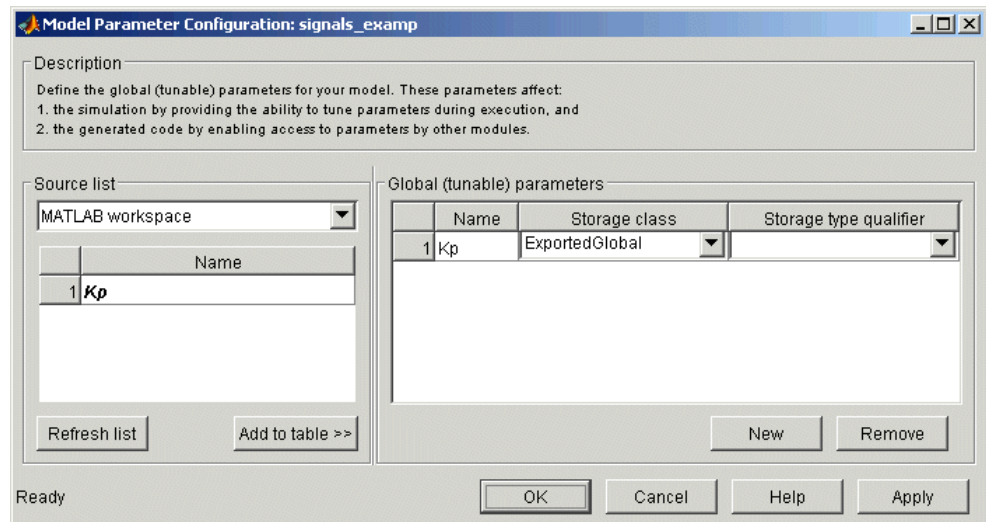 Model Parameter Configuration: signals_examp
Description
Define the global (tunable) parameters for your model. These parameters affect:
1. the simulation by providing the ability to tune parameters during execution, and
2. the generated code by enabling access to parameters by other modules.
Source list
MATLAB workspace
Name
1 Kp
Refresh list
Add to table >>
Global (tunable) parameters
Name Storage class Storage type qualifier
1 Kp ExportedGlobal
New Remove
Ready
OK Cancel Help Apply